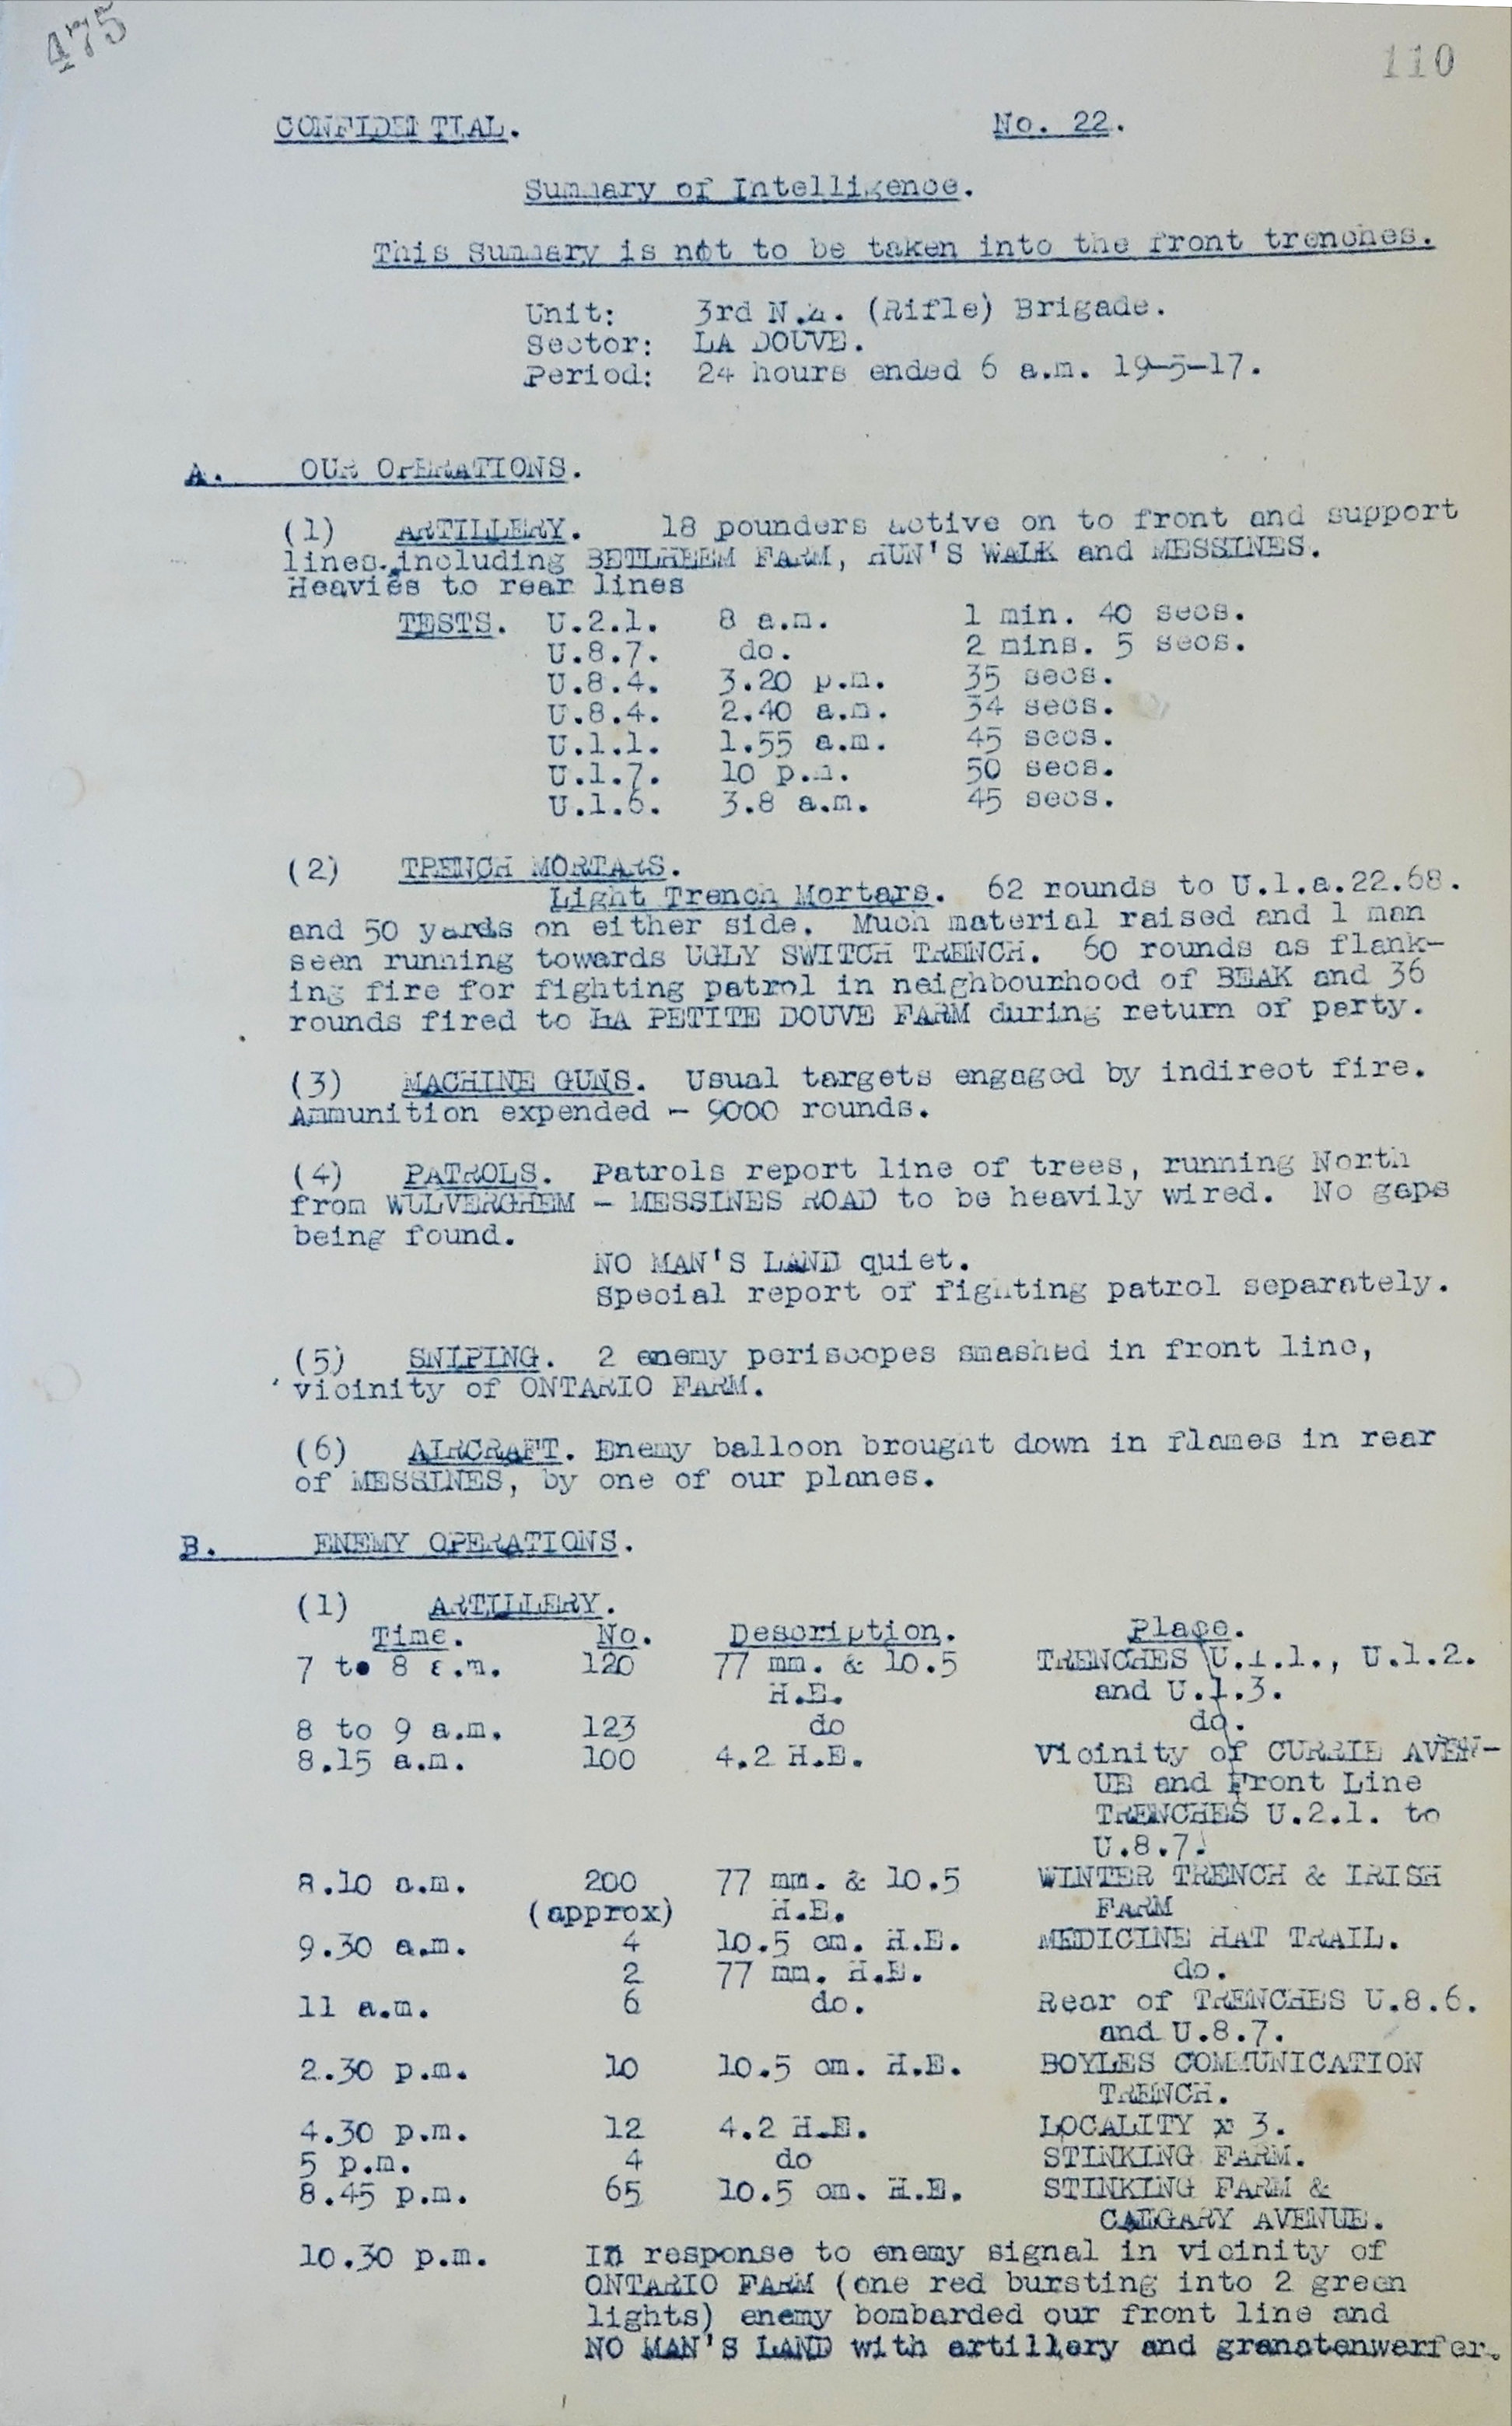 475
110
CONFIDENTIAL. No. 22.
Summary of Intelligence.
This Summary is not to be taken into the front trenches.
Unit: 3rd N.Z. (Rifle) Brigade.
Sector: LA DOUVE.
Period: 24 hours ended 6 a.m. 19-5-17.
A. OUR OPERATIONS.
(1) ARTILLERY. 18 pounders active on to front and support
lines, including BETLHEEM FARM, HUN'S WALK and MESSINES.
Heavies to rear lines
TESTS. U.2.1. 8 a.m. 1 min. 40 secs.
U.8.7. do. 2 mins. 5 secs.
U.8.4. 3.20 p.m. 35 secs.
U.8.4. 2.40 a.m. 34 secs.
U.1.1. 1.55 a.m. 45 secs.
U.1.7. 10 p.m. 50 secs.
U.1.6. 3.8 a.m. 45 secs.
(2) TRENCH MORTARS.
Light Trench Mortars. 62 rounds to U.1.a.22.68.
and 50 yards on either side. Much material raised and 1 man
seen running towards UGLY SWITCH TRENCH. 60 rounds as flank-
ing fire for fighting patrol in neighbourhood of BEAK and 36
rounds fired to LA PETITE DOUVE FARM during return of party.
(3) MACHINE GUNS. Usual targets engaged by indirect fire.
Ammunition expended - 9000 rounds.
(4) PATROLS. Patrols report line of trees, running North
from WULVERGHEM - MESSINES ROAD to be heavily wired. No gaps
being found.
NO MAN'S LAND quiet.
Special report of fighting patrol separately.
(5) SNIPING. 2 enemy periscopes smashed in front line,
vicinity of ONTARIO FARM.
(6) AIRCRAFT. Enemy balloon brought down in flames in rear
of MESSINES, by one of our planes.
B. ENEMY OPERATIONS.
(1) ARTILLERY.
Time. No. Description. Place.
7 to 8 a.m. 120 77 mm. & 10.5 TRENCHES U.1.1., U.1.2.
H.E. and U.1.3.
8 to 9 a.m. 123 do do.
8.15 a.m. 100 4.2 H.E. Vicinity of CURRIE AVEN-
UE and Front Line
TRENCHES U.2.1. to
U.8.7.
8.10 a.m. 200 77 mm. & 10.5 WINTER TRENCH & IRISH
(approx) H.E. FARM
9.30 a.m. 4 10.5 cm. H.E. MEDICINE HAT TRAIL.
2 77 mm. H.E. do.
11 a.m. 6 do. Rear of TRENCHES U.8.6.
and U.8.7.
2.30 p.m. 10 10.5 cm. H.E. BOYLES COMMUNICATION
TRENCH.
4.30 p.m. 12 4.2 H.E. LOCALITY x 3.
5 p.m. 4 do STINKING FARM.
8.45 p.m. 65 10.5 cm. H.E. STINKING FARM &
CALGARY AVENUE.
10.30 p.m. In response to enemy signal in vicinity of
ONTARIO FARM (one red bursting into 2 green
lights) enemy bombarded our front line and
NO MAN'S LAND with artillery and granatenwerfer.